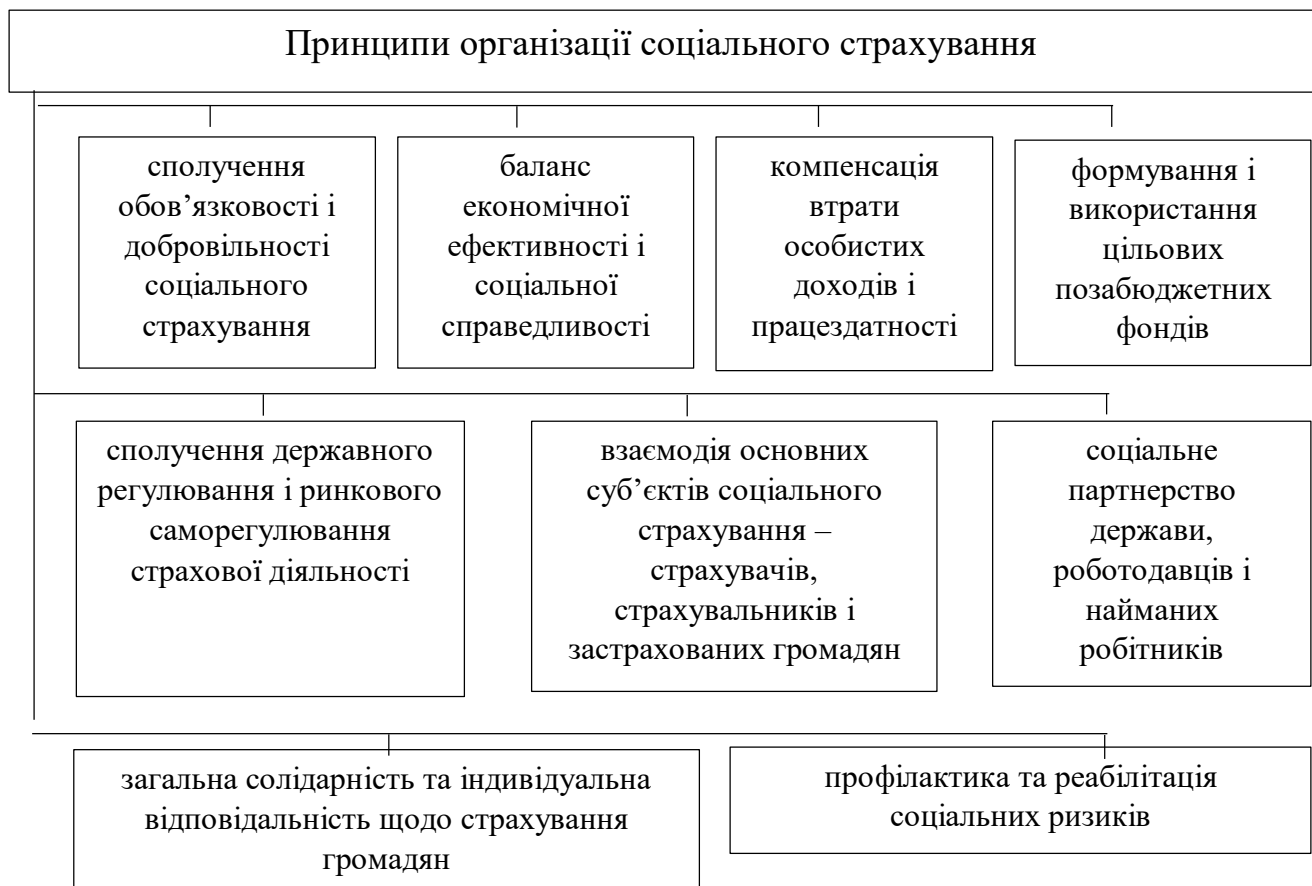 Принципи організації соціального страхування
сполучення
обов’язковості і
добровільності
соціального
страхування
баланс
економічної
ефективності і
соціальної
справедливості
компенсація
втрати
особистих
доходів і
працездатності
формування і
використання
цільових
позабюджетних
фондів
сполучення державного
регулювання і ринкового
саморегулювання
страхової діяльності
взаємодія основних
суб’єктів соціального
страхування –
страхувачів,
страхувальників і
застрахованих громадян
соціальне
партнерство
держави,
роботодавців і
найманих
робітників
загальна солідарність та індивідуальна
відповідальність щодо страхування
громадян
профілактика та реабілітація
соціальних ризиків